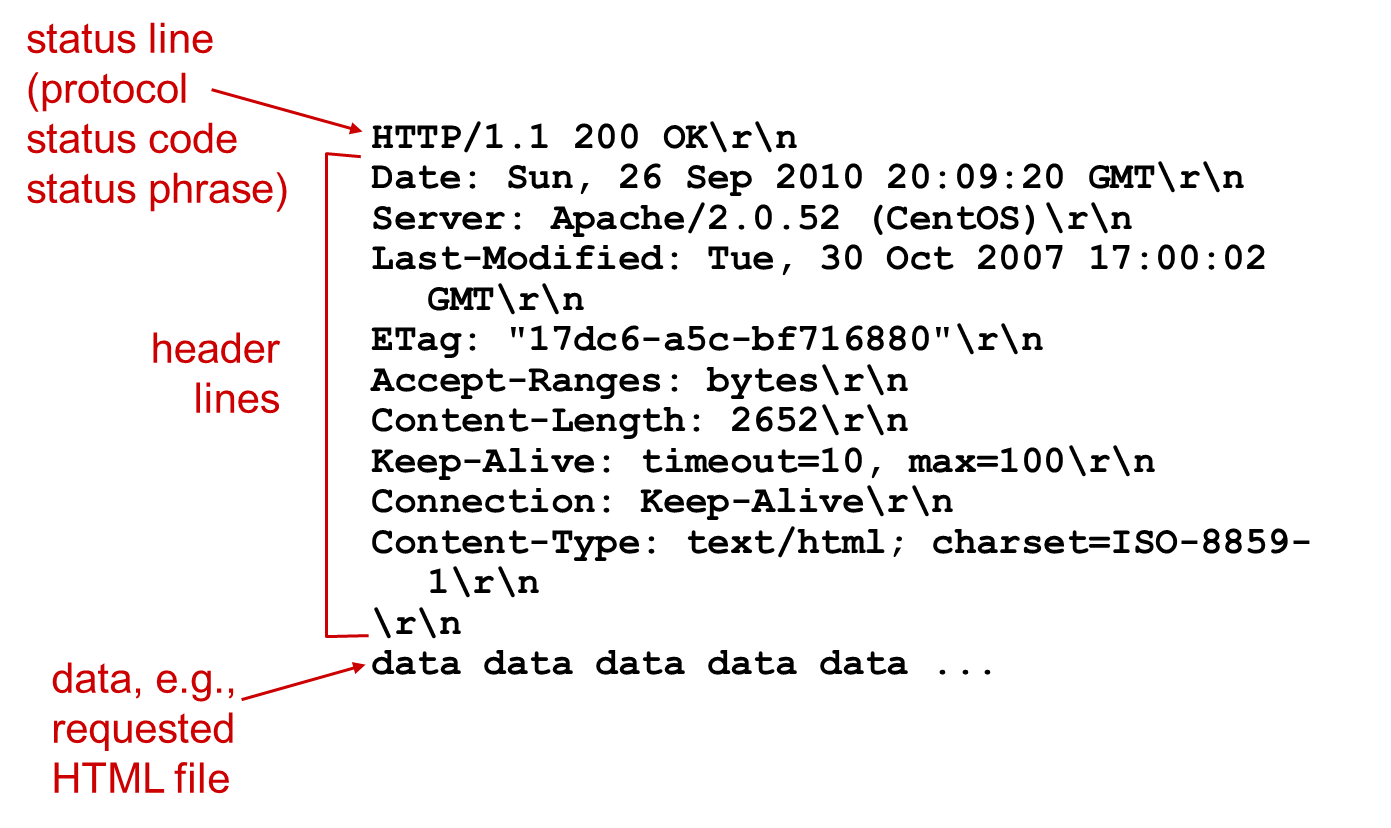 status line
(protocol
status code
status phrase)
HTTP/1.1 200 OK\r\n
Date: Sun, 26 Sep 2010 20:09:20 GMT\r\n
Server: Apache/2.0.52 (CentOS)\r\n
Last-Modified: Tue, 30 Oct 2007 17:00:02
GMT\r\n
ETag: "17dc6-a5c-bf716880"\r\n
Accept-Ranges: bytes\r\n
Content-Length: 2652\r\n
Keep-Alive: timeout=10, max=100\r\n
Connection: Keep-Alive\r\n
Content-Type: text/html; charset=ISO-8859-
1\r\n
\r\n
header
lines
data data data data data ...
data, e.g.,
requested
HTML file